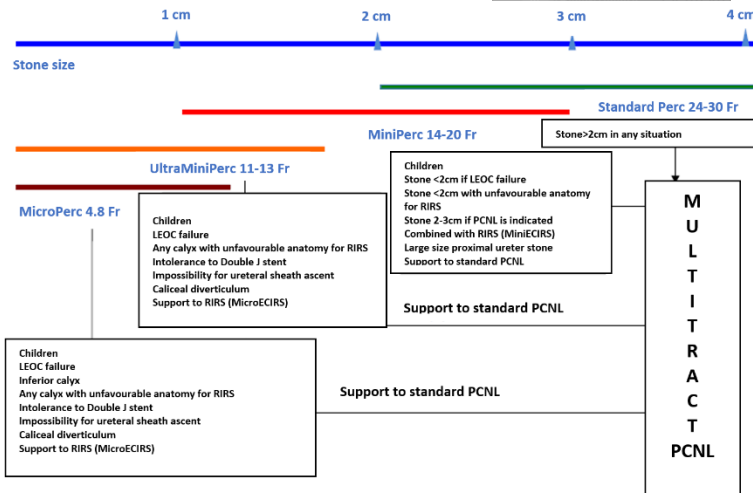 1 cm
2 cm
3 cm
4 cm
Stone size
Standard Perc 24-30 Fr
MiniPerc 14-20 Fr
Stone>2cm in any situation
UltraMiniPerc 11-13 Fr
Children
Stone <2cm if LEOC failure
Stone <2cm with unfavourable anatomy
for RIRS
Stone 2-3cm if PCNL is indicated
Combined with RIRS (MiniECIRS)
Large size proximal ureter stone
Support to standard PCNL
MicroPerc 4.8 Fr
Children
LEOC failure
Any calyx with unfavourable anatomy for RIRS
Intolerance to Double J stent
Impossibility for ureteral sheath ascent
Caliceal diverticulum
Support to RIRS (MicroECIRS)
Support to standard PCNL
Children
LEOC failure
Inferior calyx
Any calyx with unfavourable anatomy for RIRS
Intolerance to Double J stent
Impossibility for ureteral sheath ascent
Caliceal diverticulum
Support to RIRS (MicroECIRS)
Support to standard PCNL
M
U
L
T
I
T
R
A
C
T
PCNL